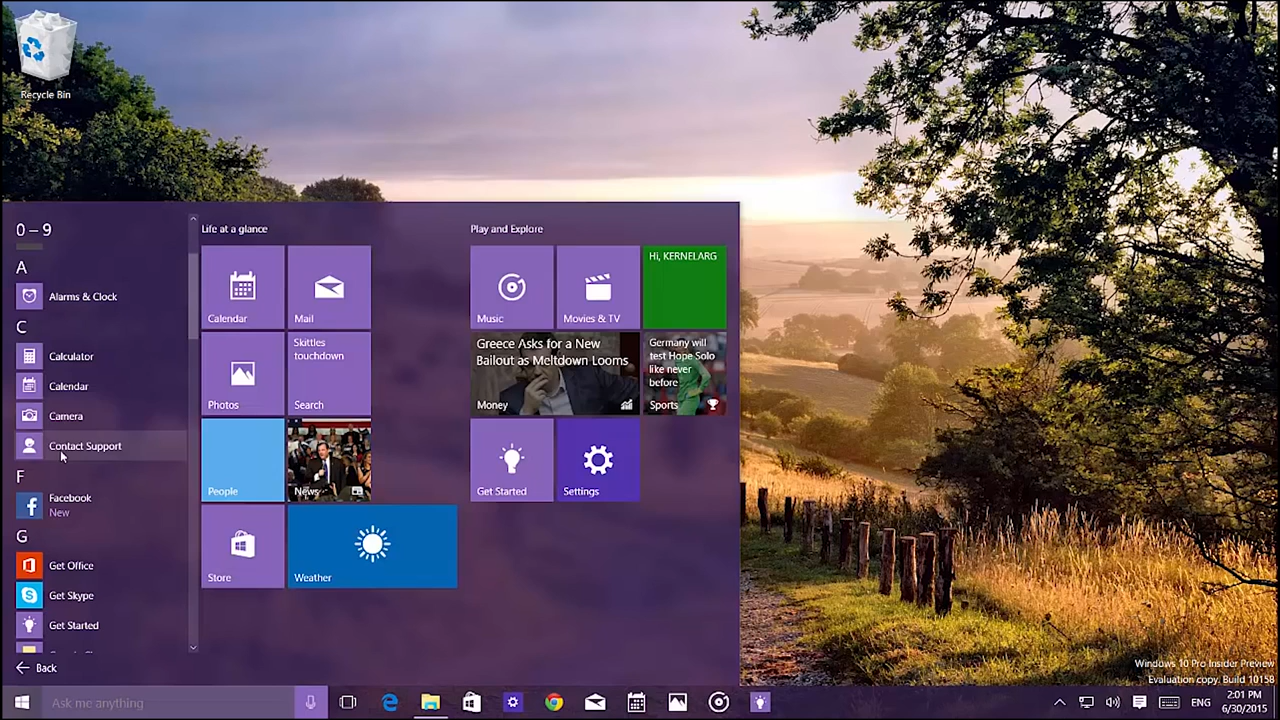 Recycle Bin
0 – 9
A
Alarms & Clock
C
Calculator
Calendar
Camera
Contact Support
F
Facebook
New
G
Get Office
Get Skype
Get Started
Back
Life at a glance
Calendar
Mail
Photos
Skittles
touchdown
Search
People
News
Store
Weather
Play and Explore
Music
Movies & TV
Hi, KERNELARG
Greece Asks for a New
Bailout as Meltdown Looms
Money
Germany will
test Hope Solo
like never
before
Sports
Get Started
Settings
Windows 10 Pro Insider Preview
Evaluation copy. Build 10158
Ask me anything
ENG
2:01 PM
6/30/2015